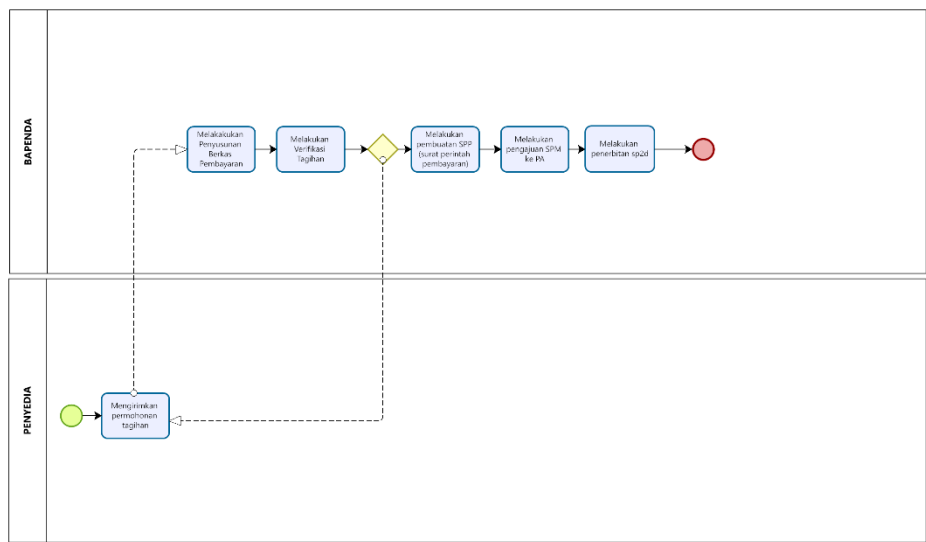 BAPENDA
Melakakukan
Penyusunan
Berkas
Pembayaran
Melakukan
Verifikasi
Tagihan
Melakukan
pembuatan SPP
(surat perintah
pembayaran)
Melakukan
pengajuan SPM
ke PA
Melakukan
penerbitan sp2d
PENYEDIA
Mengirimkan
permohonan
tagihan